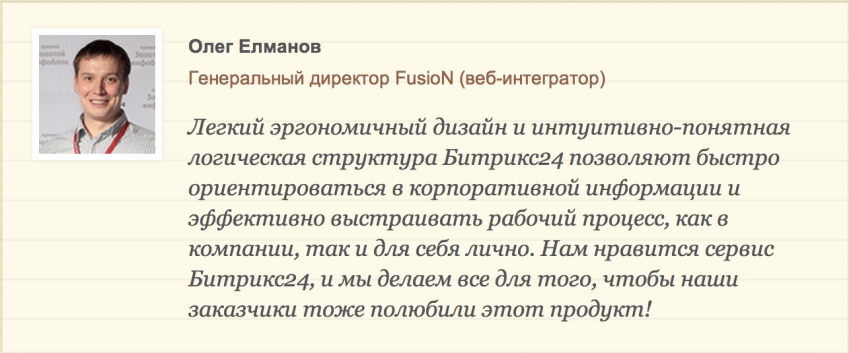 Олег Елманов
Генеральный директор FusioN (веб-интегратор)
Легкий эргономичный дизайн и интуитивно-понятная
логическая структура Битрикс24 позволяют быстро
ориентироваться в корпоративной информации и
эффективно выстраивать рабочий процесс, как в
компании, так и для себя лично. Нам нравится сервис
Битрикс24, и мы делаем все для того, чтобы наши
заказчики тоже полюбили этот продукт!